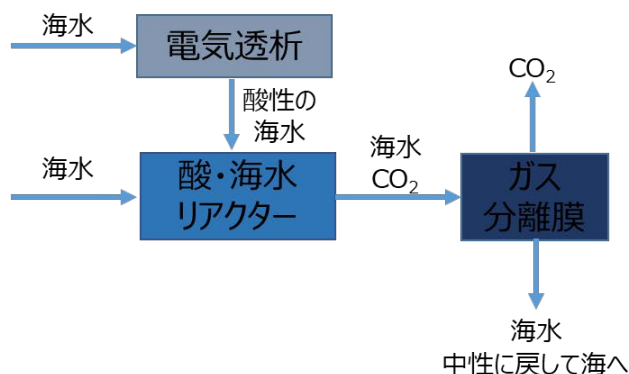 海水
電気透析
酸性の
海水
海水
酸・海水
リアクター
海水
CO₂
CO₂
ガス
分離膜
海水
中性に戻して海へ